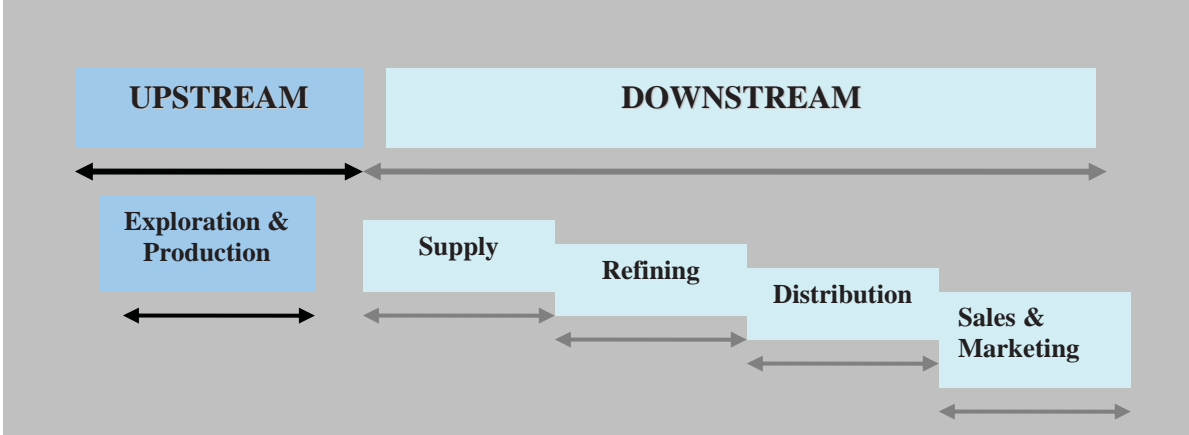 UPSTREAM
DOWNSTREAM
Exploration &
Production
Supply
Refining
Distribution
Sales &
Marketing